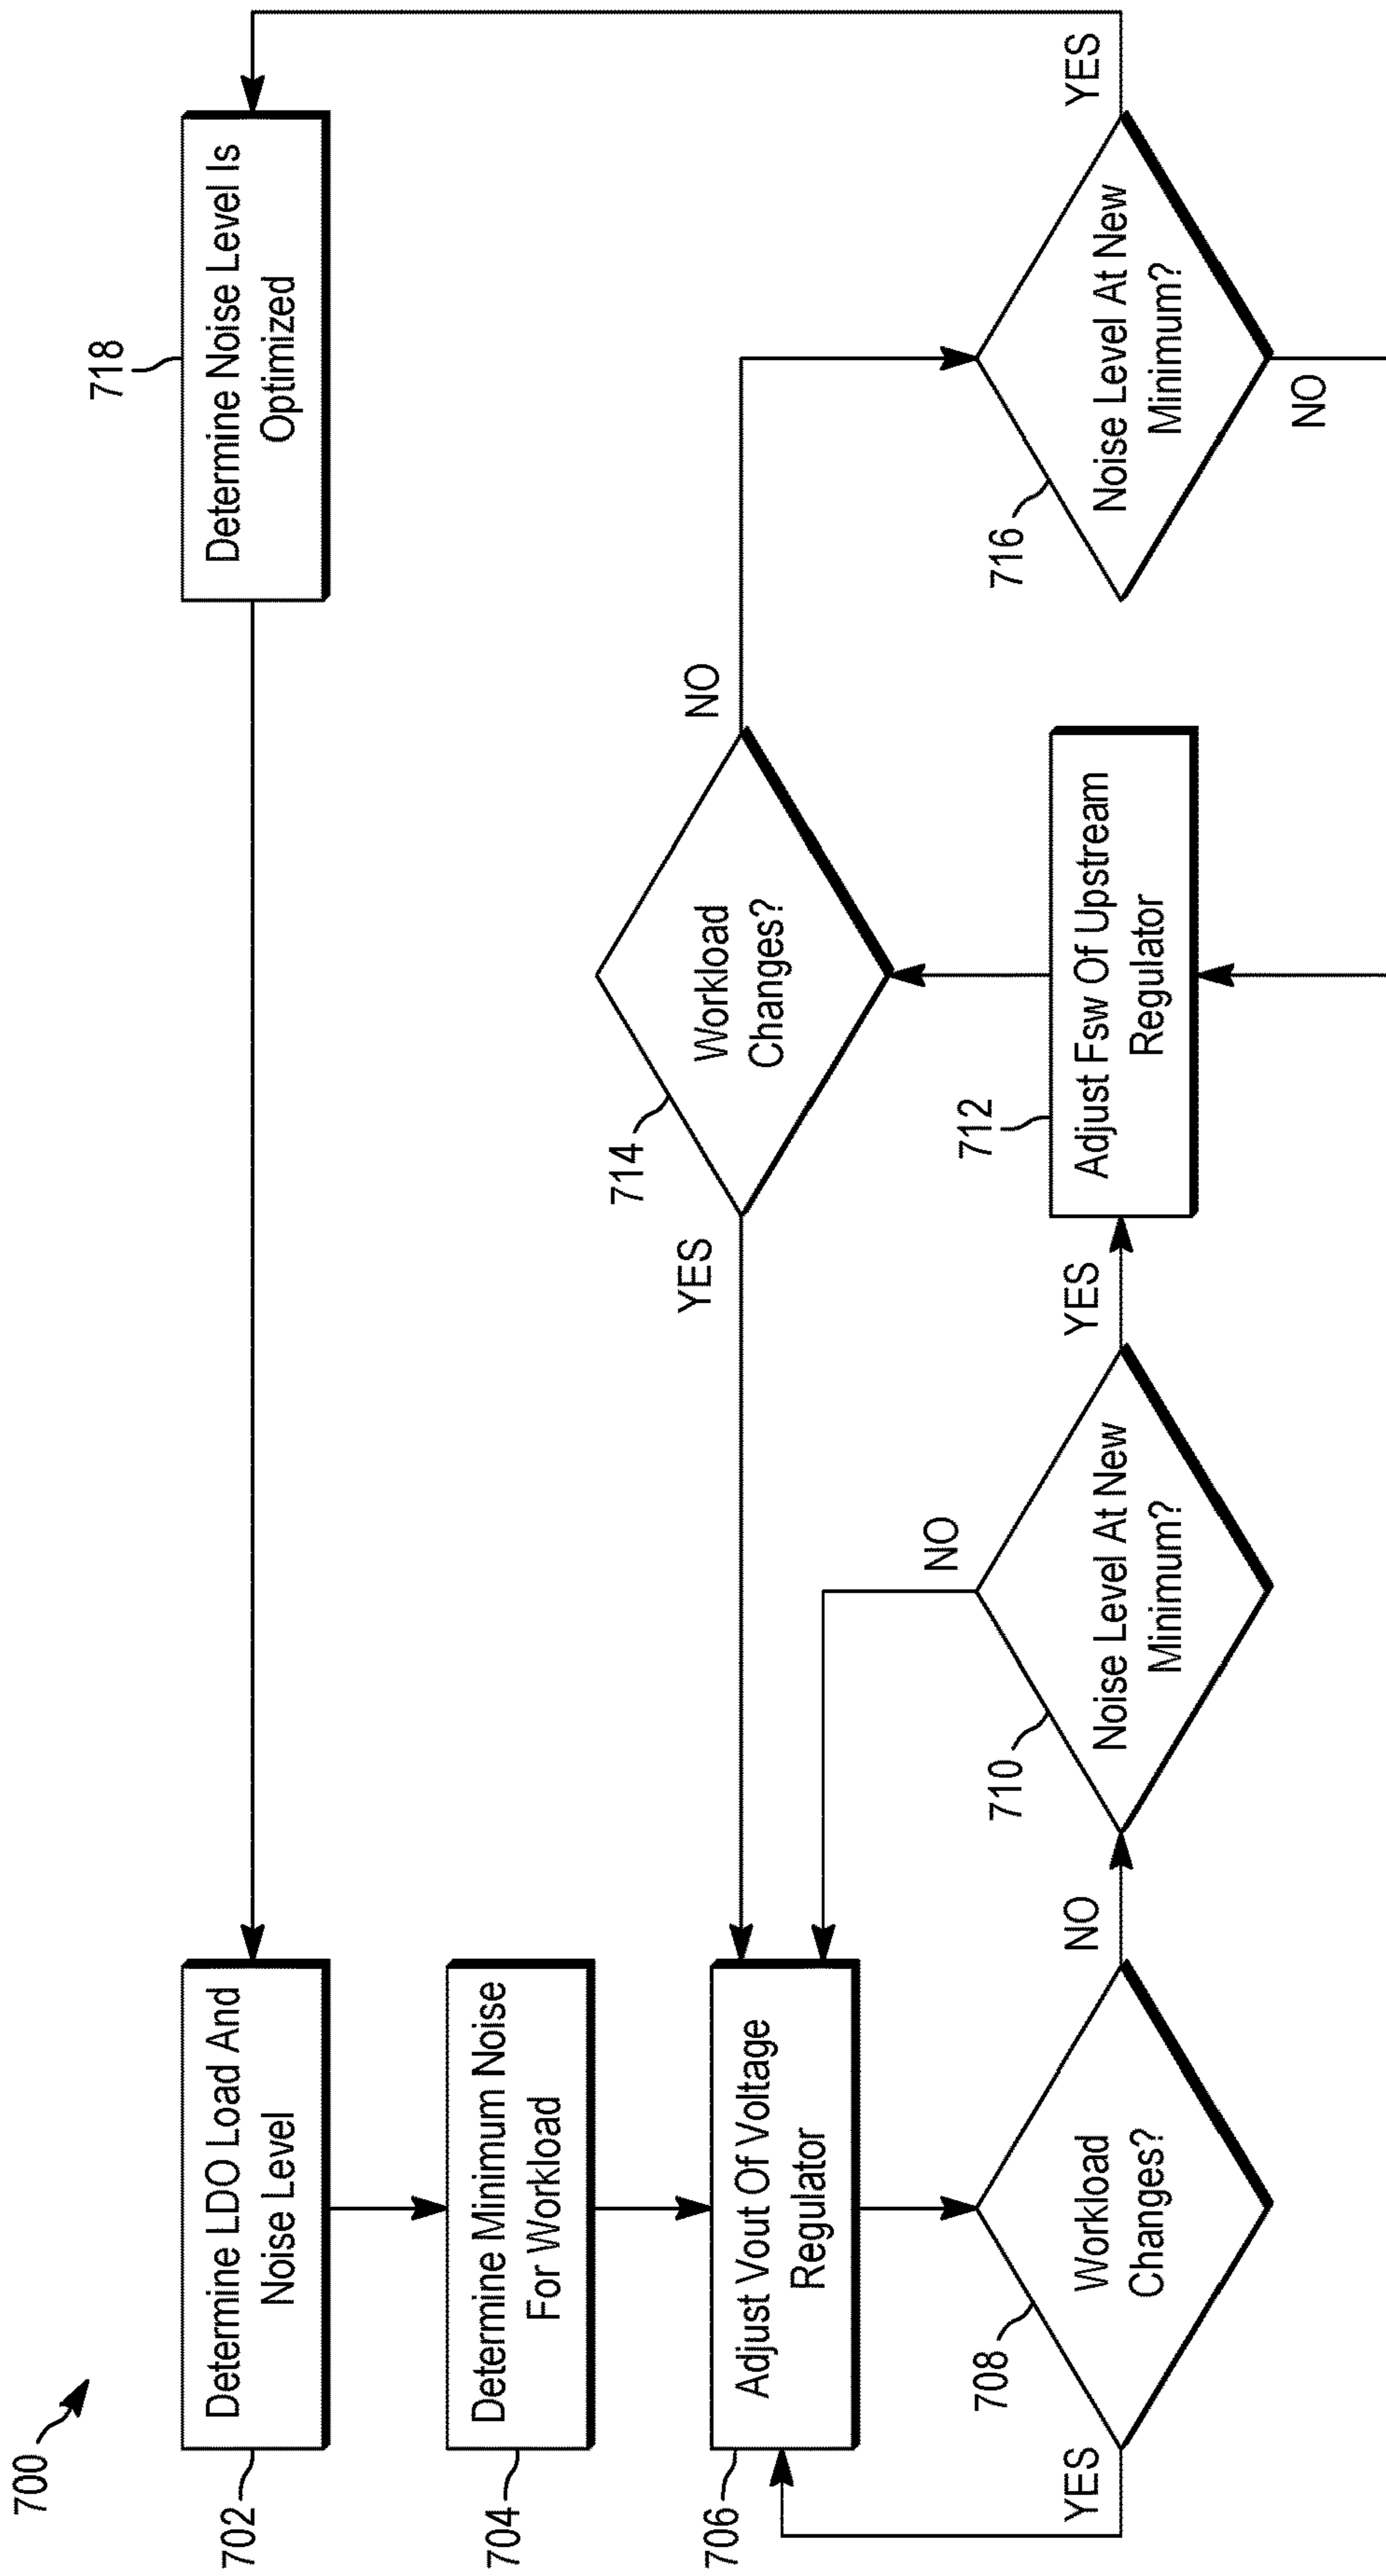 700
702
Determine LDO Load And
Noise Level
704
Determine Minimum Noise
For Workload
706
Adjust Vout Of Voltage
Regulator
708
Workload
Changes?
YES
NO
710
Noise Level At New
Minimum?
NO
YES
712
Adjust Fsw Of Upstream
Regulator
714
Workload
Changes?
YES
NO
716
Noise Level At New
Minimum?
YES
NO
718
Determine Noise Level Is
Optimized